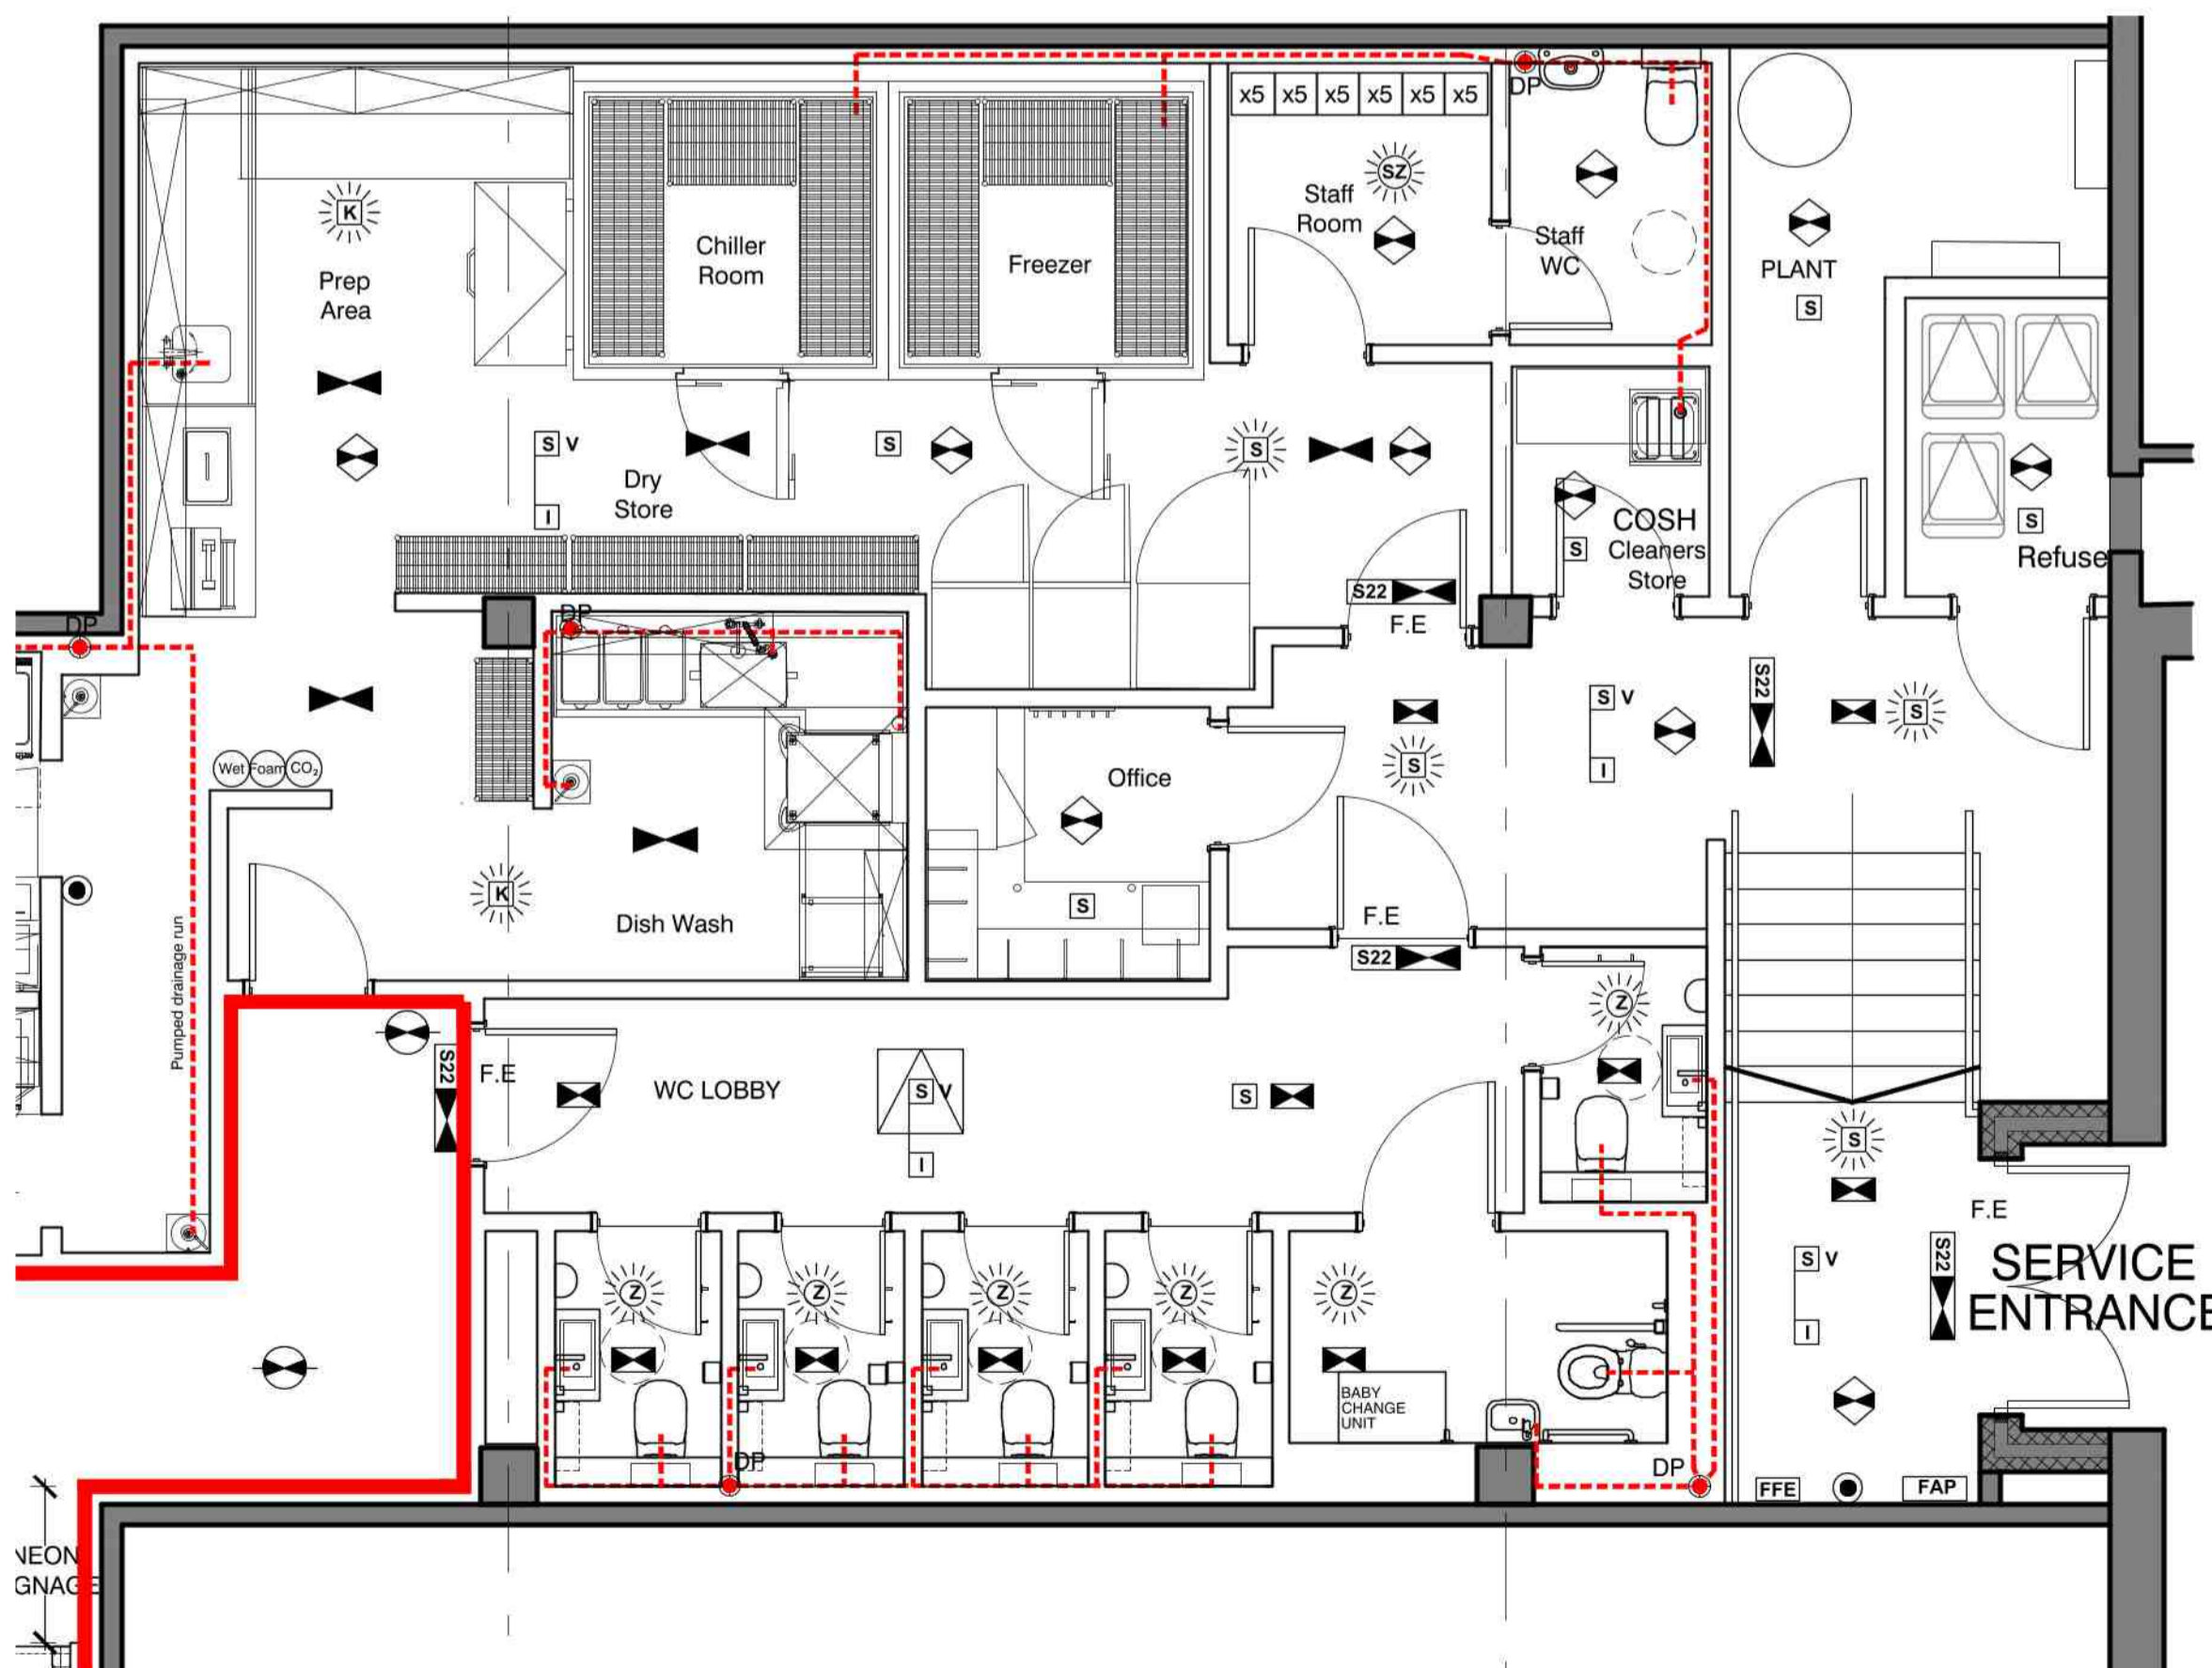 DP
x5 x5 x5 x5 x5 x5
K
SZ
Staff
Room
Staff
WC
Chiller
Room
Freezer
Prep
Area
PLANT
S
S V
I
Dry
Store
S
S
S
COSH
Cleaners
Store
S
Refuse
S22
F.E
DP
DP
Wet Foam CO2
S V
I
S22
S
S
Office
S
K
Dish Wash
Pumped drainage run
F.E
S22
Z
S22
F.E
WC LOBBY
S V
I
S
S
F.E
S V
I
S22
SERVICE
ENTRANCE
Z
Z
Z
Z
Z
BABY
CHANGE
UNIT
DP
DP
FFE
FAP
NEON
GNAGE